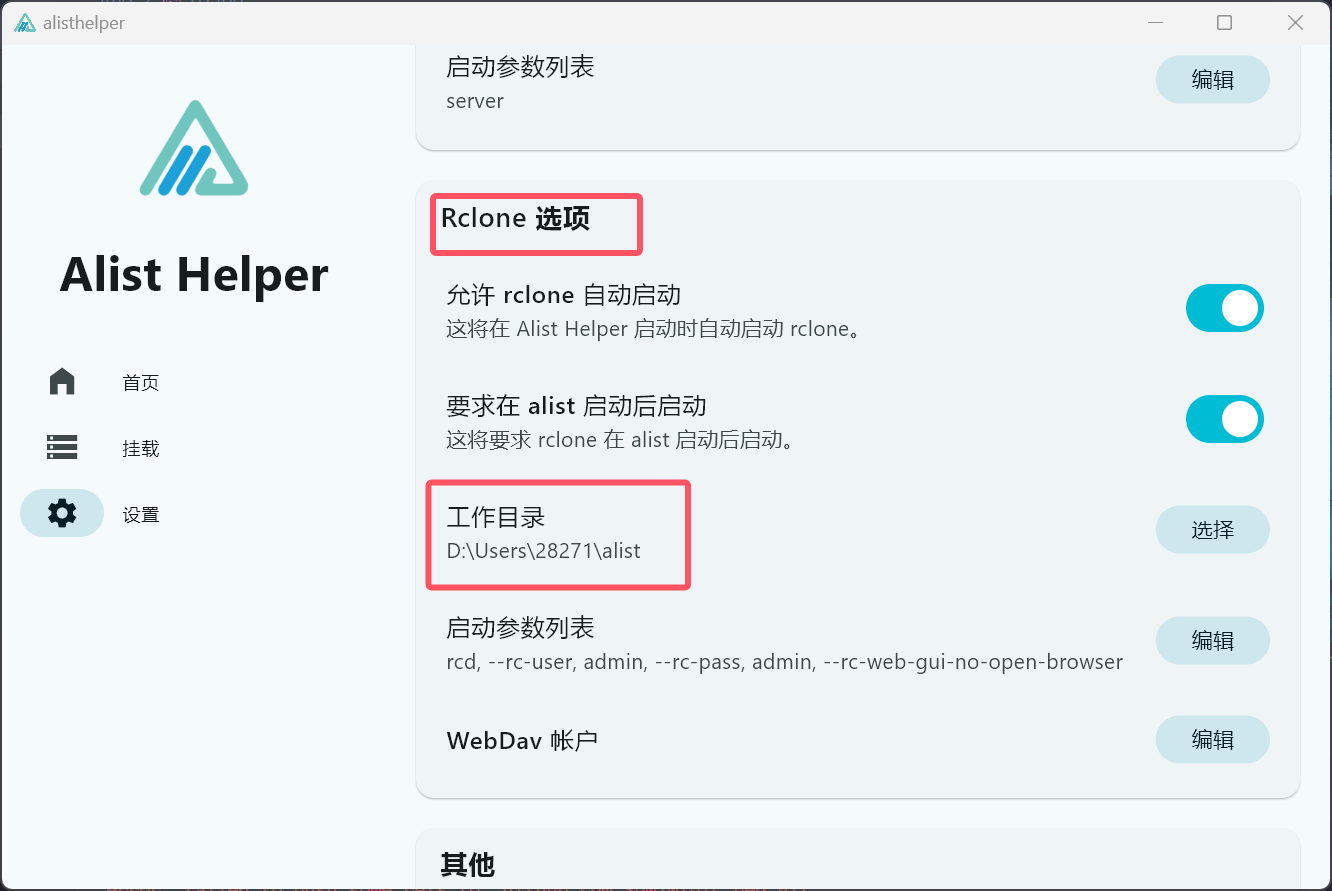 alisthelper
Alist Helper
首页
挂载
设置
启动参数列表
server
编辑
Rclone 选项
允许 rclone 自动启动
这将在 Alist Helper 启动时自动启动 rclone。
要求在 alist 启动后启动
这将要求 rclone 在 alist 启动后启动。
工作目录
D:\Users\28271\alist
选择
启动参数列表
rcd, --rc-user, admin, --rc-pass, admin, --rc-web-gui-no-open-browser
编辑
WebDav 帐户
编辑
其他